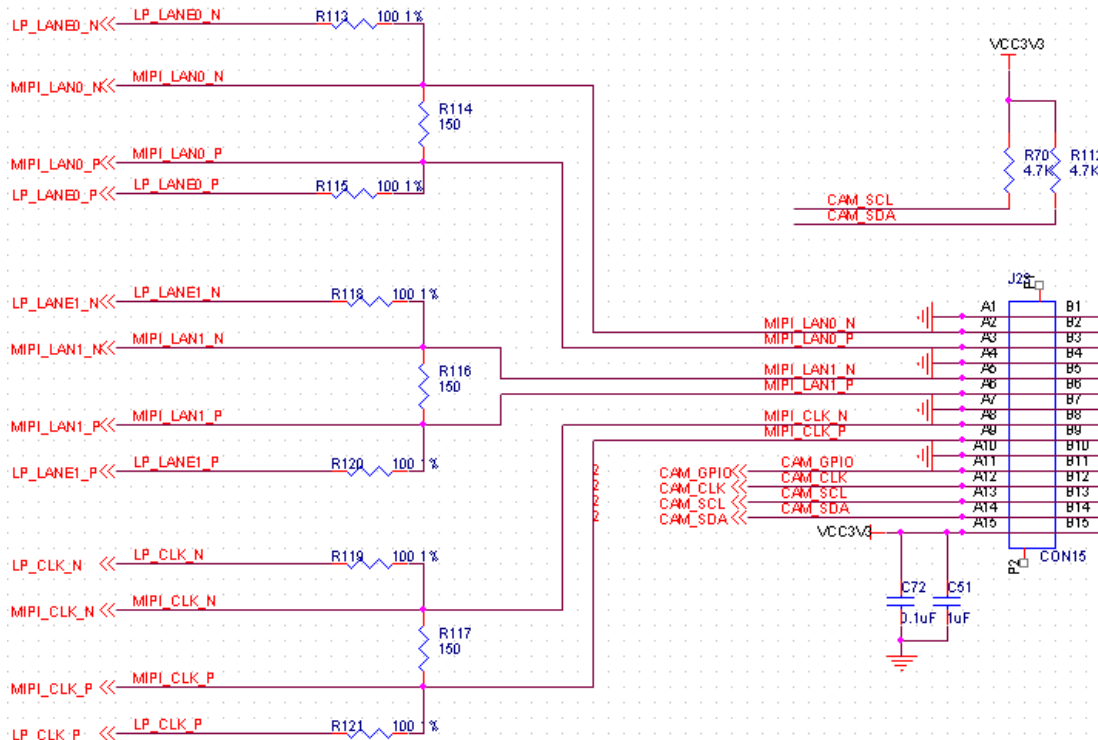 LP_LANE0_N LP_LANE0_N R113 100 1%
MIPI_LAN0_N MIPI_LAN0_N
R114
150
MIPI_LAN0_P MIPI_LAN0_P
LP_LANE0_P LP_LANE0_P R115 100 1%
VCC3V3
R70
4.7K
4.7K
CAM_SCL
CAM_SDA
LP_LANE1_N LP_LANE1_N R118 100 1%
MIPI_LAN1_N MIPI_LAN1_N
R116
150
MIPI_LAN1_P MIPI_LAN1_P
LP_LANE1_P LP_LANE1_P R120 100 1%
LP_CLK_N LP_CLK_N R119 100 1%
MIPI_CLK_N MIPI_CLK_N
R117
150
MIPI_CLK_P MIPI_CLK_P
LP_CLK_P LP_CLK_P R121 100 1%
A1 B1
MIPI_LAN0_N A2 B2
MIPI_LAN0_P A3 B3
A4 B4
MIPI_LAN1_N A5 B5
MIPI_LAN1_P A6 B6
A7 B7
MIPI_CLK_N A8 B8
MIPI_CLK_P A9 B9
A10 B10
CAM_GPIO CAM_GPIO A11 B11
CAM_CLK CAM_CLK A12 B12
CAM_SCL CAM_SCL A13 B13
CAM_SDA CAM_SDA A14 B14
VCC3V3 A15 B15
P2
CON15
C72
0.1uF
C51
1uF